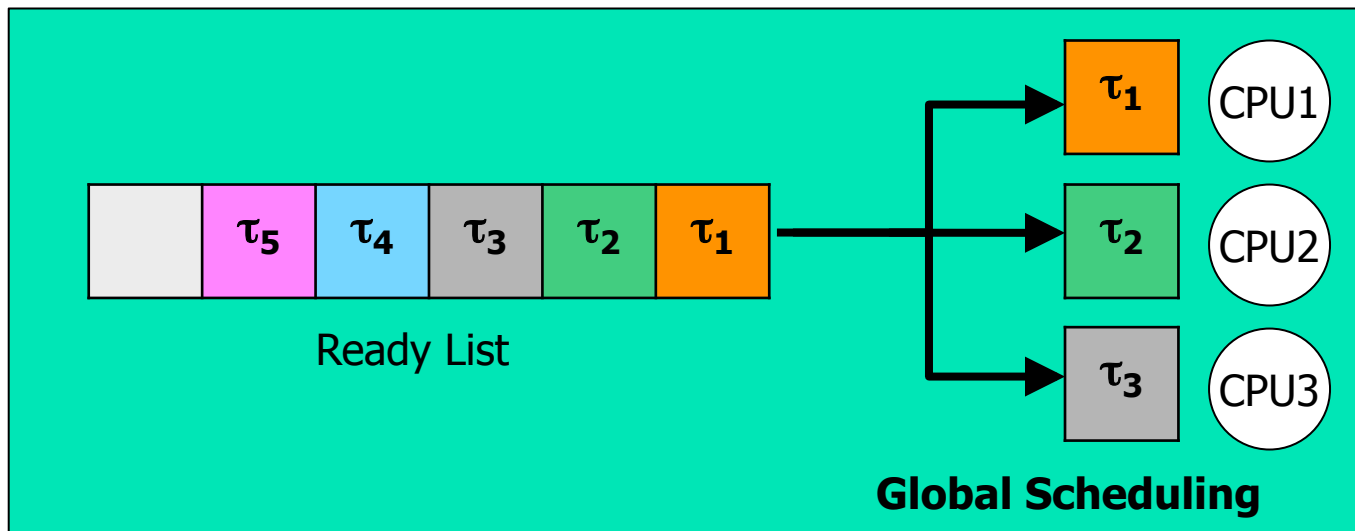 τ₁ CPU1
τ₅ τ₄ τ₃ τ₂ τ₁
τ₂ CPU2
Ready List
τ₃ CPU3
Global Scheduling